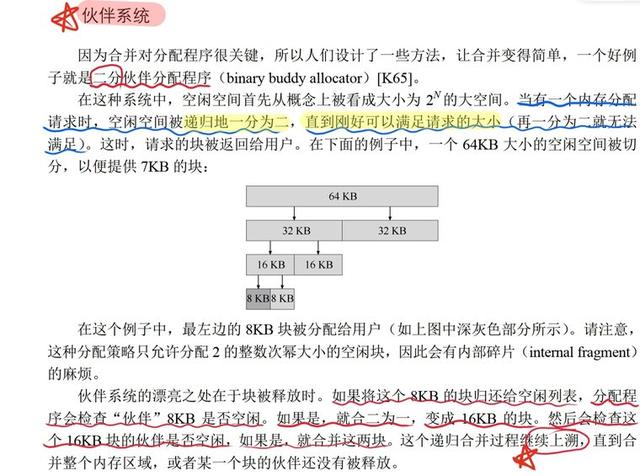 伙伴系统
因为合并对分配程序很关键，所以人们设计了一些方法，让合并变得简单，一个好例
子就是二分伙伴分配程序（binary buddy allocator）[K65]。
在这种系统中，空闲空间首先从概念上被看成大小为 2^N 的大空间。当有一个内存分配
请求时，空闲空间被递归地一分为二，直到刚好可以满足请求的大小（再一分为二就无法
满足）。这时，请求的块被返回给用户。在下面的例子中，一个 64KB 大小的空闲空间被切
分，以便提供 7KB 的块：
64 KB
32 KB 32 KB
16 KB 16 KB
8 KB 8 KB
在这个例子中，最左边的 8KB 块被分配给用户（如上图中深灰色部分所示）。请注意，
这种分配策略只允许分配 2 的整数次幂大小的空闲块，因此会有内部碎片（internal fragment）
的麻烦。
伙伴系统的漂亮之处在于块被释放时。如果将这个 8KB 的块归还给空闲列表，分配程
序会检查“伙伴”8KB 是否空闲。如果是，就合二为一，变成 16KB 的块。然后会检查这
个 16KB 块的伙伴是否空闲，如果是，就合并这两块。这个递归合并过程继续上溯，直到合
并整个内存区域，或者某一个块的伙伴还没有被释放。